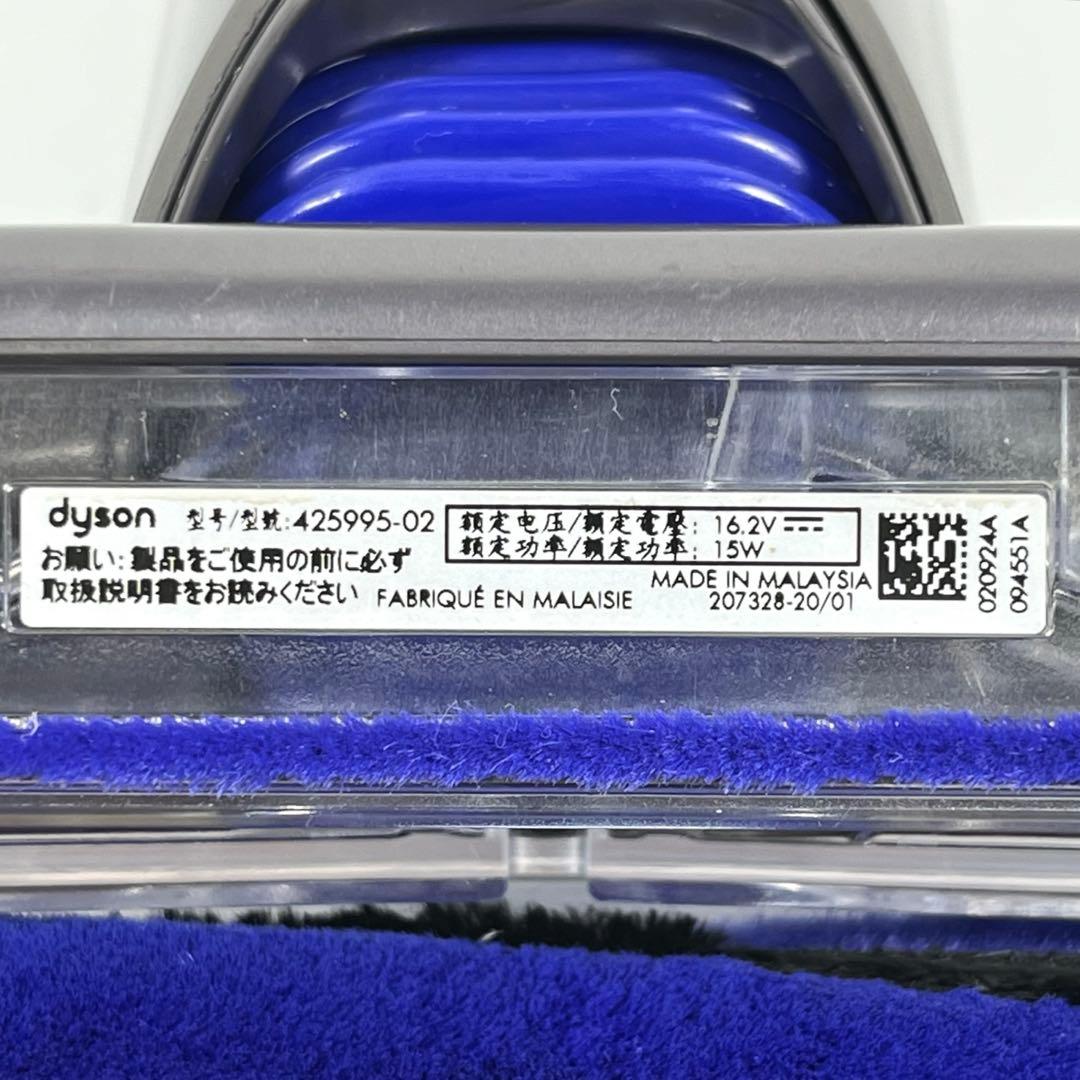 dyson 型号/型號:425995-02
额定电压/額定電壓: 16.2V
额定功率/額定功率: 15W
お願い:製品をご使用の前に必ず
取扱説明書をお読みください
FABRIQUÉ EN MALAISIE
MADE IN MALAYSIA
207328-20/01
020924A
094551A